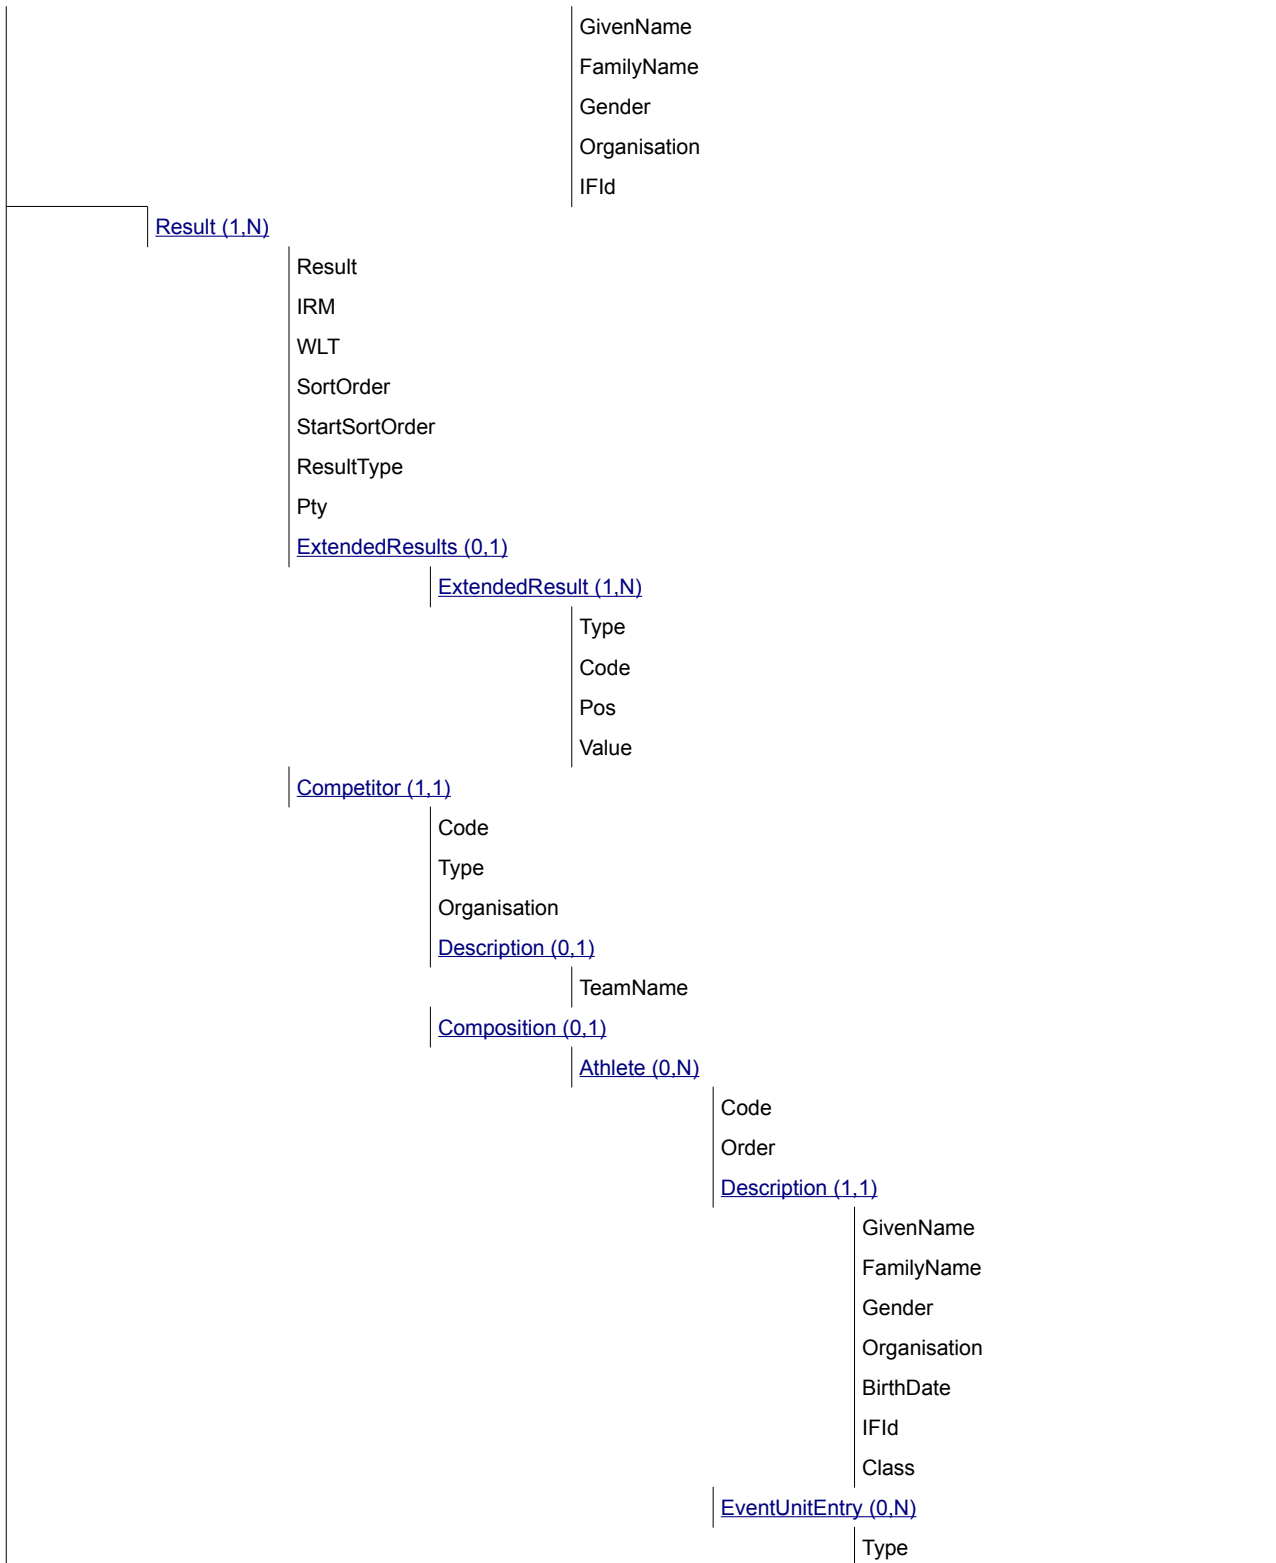 GivenName
FamilyName
Gender
Organisation
IFId
Result (1,N)
Result
IRM
WLT
SortOrder
StartSortOrder
ResultType
Pty
ExtendedResults (0,1)
ExtendedResult (1,N)
Type
Code
Pos
Value
Competitor (1,1)
Code
Type
Organisation
Description (0,1)
TeamName
Composition (0,1)
Athlete (0,N)
Code
Order
Description (1,1)
GivenName
FamilyName
Gender
Organisation
BirthDate
IFId
Class
EventUnitEntry (0,N)
Type